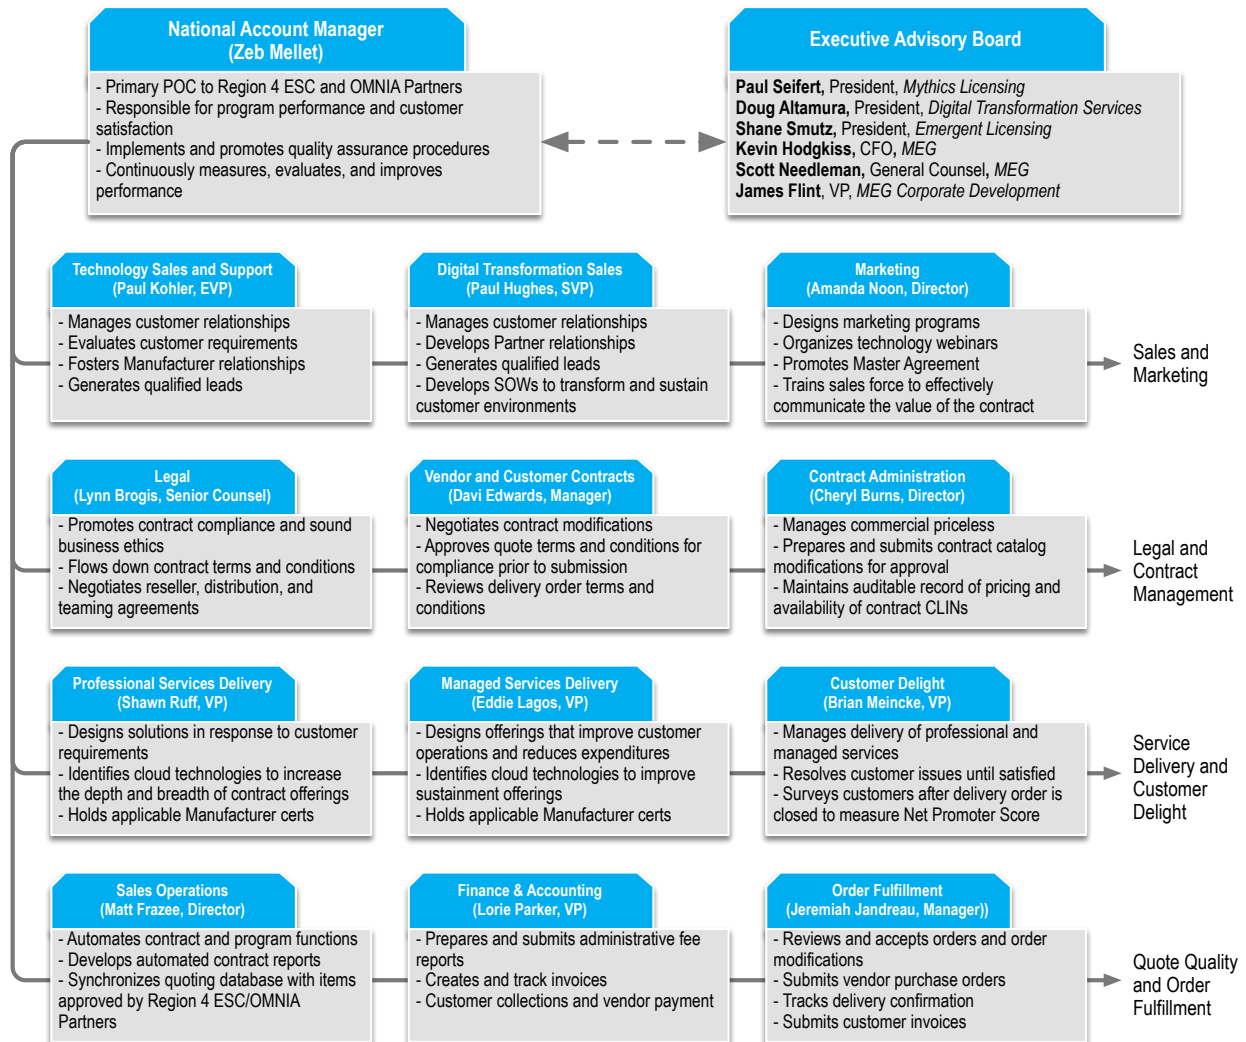 National Account Manager
(Zeb Mellet)
- Primary POC to Region 4 ESC and OMNIA Partners
- Responsible for program performance and customer
satisfaction
- Implements and promotes quality assurance procedures
- Continuously measures, evaluates, and improves
performance
Executive Advisory Board
Paul Seifert, President, Mythics Licensing
Doug Altamura, President, Digital Transformation Services
Shane Smutz, President, Emergent Licensing
Kevin Hodgkiss, CFO, MEG
Scott Needleman, General Counsel, MEG
James Flint, VP, MEG Corporate Development
Technology Sales and Support
(Paul Kohler, EVP)
- Manages customer relationships
- Evaluates customer requirements
- Fosters Manufacturer relationships
- Generates qualified leads
Digital Transformation Sales
(Paul Hughes, SVP)
- Manages customer relationships
- Develops Partner relationships
- Generates qualified leads
- Develops SOWs to transform and sustain
customer environments
Marketing
(Amanda Noon, Director)
- Designs marketing programs
- Organizes technology webinars
- Promotes Master Agreement
- Trains sales force to effectively
communicate the value of the contract
Sales and
Marketing
Legal
(Lynn Brogis, Senior Counsel)
- Promotes contract compliance and sound
business ethics
- Flows down contract terms and conditions
- Negotiates reseller, distribution, and
teaming agreements
Vendor and Customer Contracts
(Davi Edwards, Manager)
- Negotiates contract modifications
- Approves quote terms and conditions for
compliance prior to submission
- Reviews delivery order terms and
conditions
Contract Administration
(Cheryl Burns, Director)
- Manages commercial priceless
- Prepares and submits contract catalog
modifications for approval
- Maintains auditable record of pricing and
availability of contract CLINs
Legal and
Contract
Management
Professional Services Delivery
(Shawn Ruff, VP)
- Designs solutions in response to customer
requirements
- Identifies cloud technologies to increase
the depth and breadth of contract offerings
- Holds applicable Manufacturer certs
Managed Services Delivery
(Eddie Lagos, VP)
- Designs offerings that improve customer
operations and reduces expenditures
- Identifies cloud technologies to improve
sustainment offerings
- Holds applicable Manufacturer certs
Customer Delight
(Brian Meincke, VP)
- Manages delivery of professional and
managed services
- Resolves customer issues until satisfied
- Surveys customers after delivery order is
closed to measure Net Promoter Score
Service
Delivery and
Customer
Delight
Sales Operations
(Matt Frazee, Director)
- Automates contract and program functions
- Develops automated contract reports
- Synchronizes quoting database with items
approved by Region 4 ESC/OMNIA
Partners
Finance & Accounting
(Lorie Parker, VP)
- Prepares and submits administrative fee
reports
- Creates and track invoices
- Customer collections and vendor payment
Order Fulfillment
(Jeremiah Jandreau, Manager))
- Reviews and accepts orders and order
modifications
- Submits vendor purchase orders
- Tracks delivery confirmation
- Submits customer invoices
Quote Quality
and Order
Fulfillment